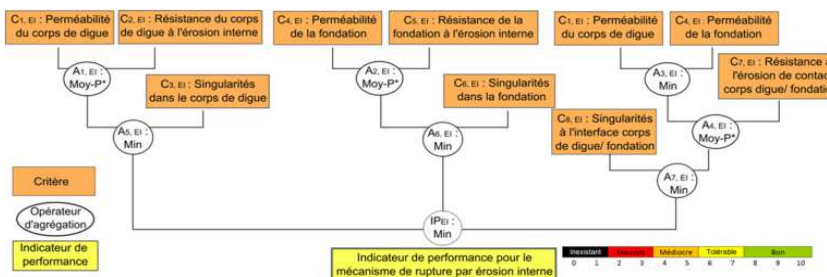 C1, EI : Perméabilité
du corps de digue
C2, EI : Résistance du corps
de digue à l'érosion interne
C4, EI : Perméabilité
de la fondation
C5, EI : Résistance de la
fondation à l'érosion interne
C1, EI : Perméabilité
du corps de digue
C4, EI : Perméabilité
de la fondation
A1, EI :
Moy-P*
C3, EI : Singularités
dans le corps de digue
A2, EI :
Moy-P*
C6, EI : Singularités
dans la fondation
A3, EI :
Min
C7, EI : Résistance
l'érosion de contac
corps digue/ fondatio
A5, EI :
Min
A6, EI :
Min
C8, EI : Singularités
à l'interface corps
de digue/ fondation
A4, EI :
Moy-P*
A7, EI :
Min
Critère
Opérateur
d'agrégation
Indicateur de
performance
IPEI :
Min
Indicateur de performance pour le
mécanisme de rupture par érosion interne
Inexistant Mauvais Médiocre Tolérable Bon
0 1 2 3 4 5 6 7 8 9 10